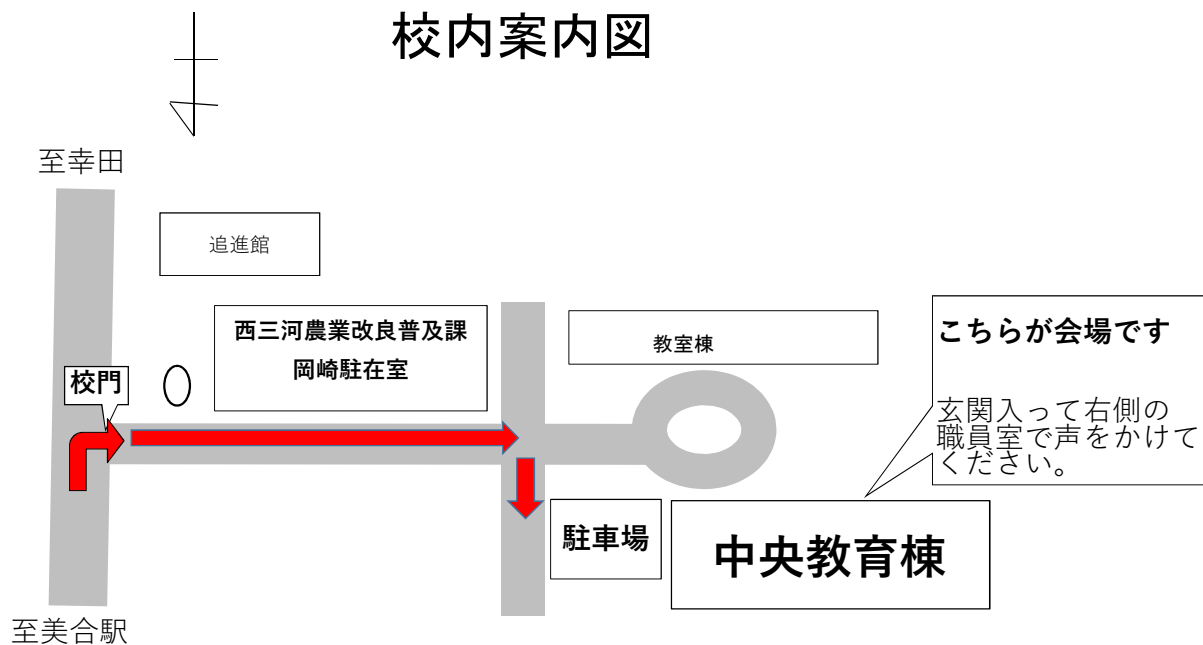 校内案内図
至幸田
追進館
西三河農業改良普及課
岡崎駐在室
教室棟
こちらが会場です
玄関入って右側の
職員室で声をかけて
ください。
校門
駐車場
中央教育棟
至美合駅